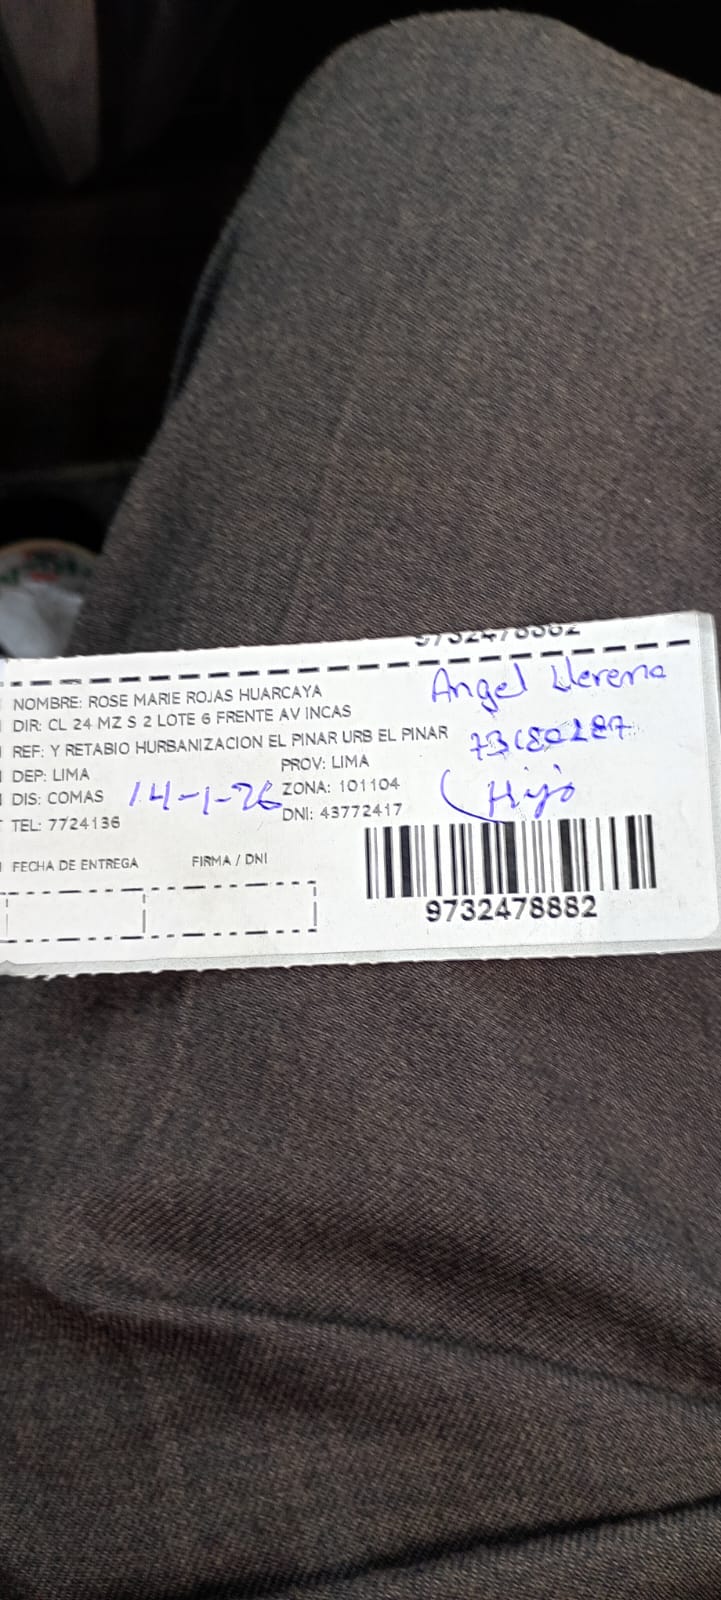 9732478882
Angel Llerena
NOMBRE: ROSE MARIE ROJAS HUARCAYA
DIR: CL 24 MZ S 2 LOTE 6 FRENTE AV INCAS
REF: Y RETABIO HURBANIZACION EL PINAR URB EL PINAR
73180287
DEP: LIMA PROV: LIMA
DIS: COMAS 14-1-26 ZONA: 101104
(Hijo
TEL: 7724136 DNI: 43772417
FECHA DE ENTREGA FIRMA / DNI
9732478882